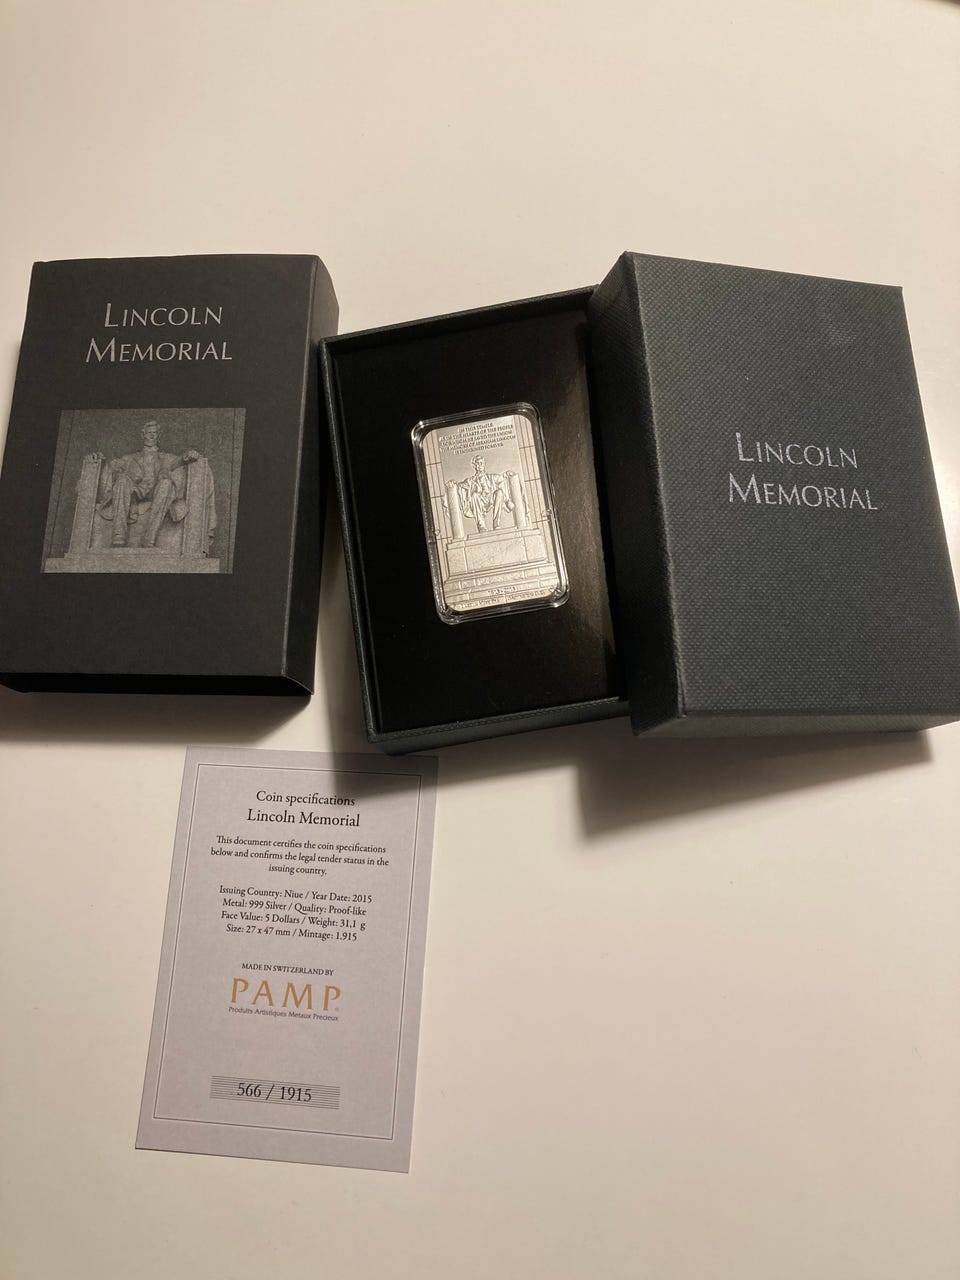 LINCOLN
MEMORIAL
IN THIS TEMPLE
AS IN THE HEARTS OF THE PEOPLE
FOR WHOM HE SAVED THE UNION
THE MEMORY OF ABRAHAM LINCOLN
IS ENSHRINED FOREVER
LINCOLN
MEMORIAL
Coin specifications
Lincoln Memorial
This document certifies the coin specifications
below and confirms the legal tender status in the
issuing country.
Issuing Country: Niue / Year Date: 2015
Metal: 999 Silver / Quality: Proof-like
Face Value: 5 Dollars / Weight: 31,1 g
Size: 27 x 47 mm / Mintage: 1.915
MADE IN SWITZERLAND BY
PAMP
Produits Artistiques Metaux Precieux
566 / 1915